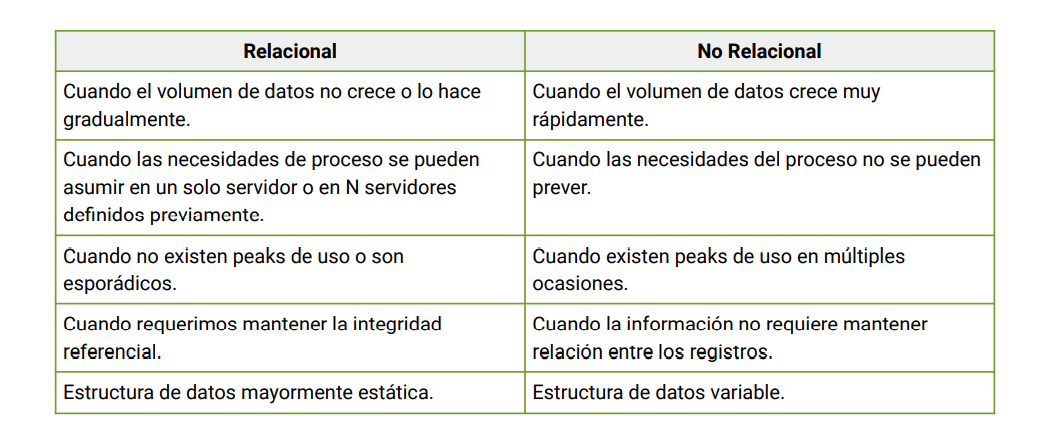 Relacional
No Relacional
Cuando el volumen de datos no crece o lo hace
gradualmente.
Cuando el volumen de datos crece muy
rápidamente.
Cuando las necesidades de proceso se pueden
asumir en un solo servidor o en N servidores
definidos previamente.
Cuando las necesidades del proceso no se pueden
prever.
Cuando no existen peaks de uso o son
esporádicos.
Cuando existen peaks de uso en múltiples
ocasiones.
Cuando requerimos mantener la integridad
referencial.
Cuando la información no requiere mantener
relación entre los registros.
Estructura de datos mayormente estática.
Estructura de datos variable.